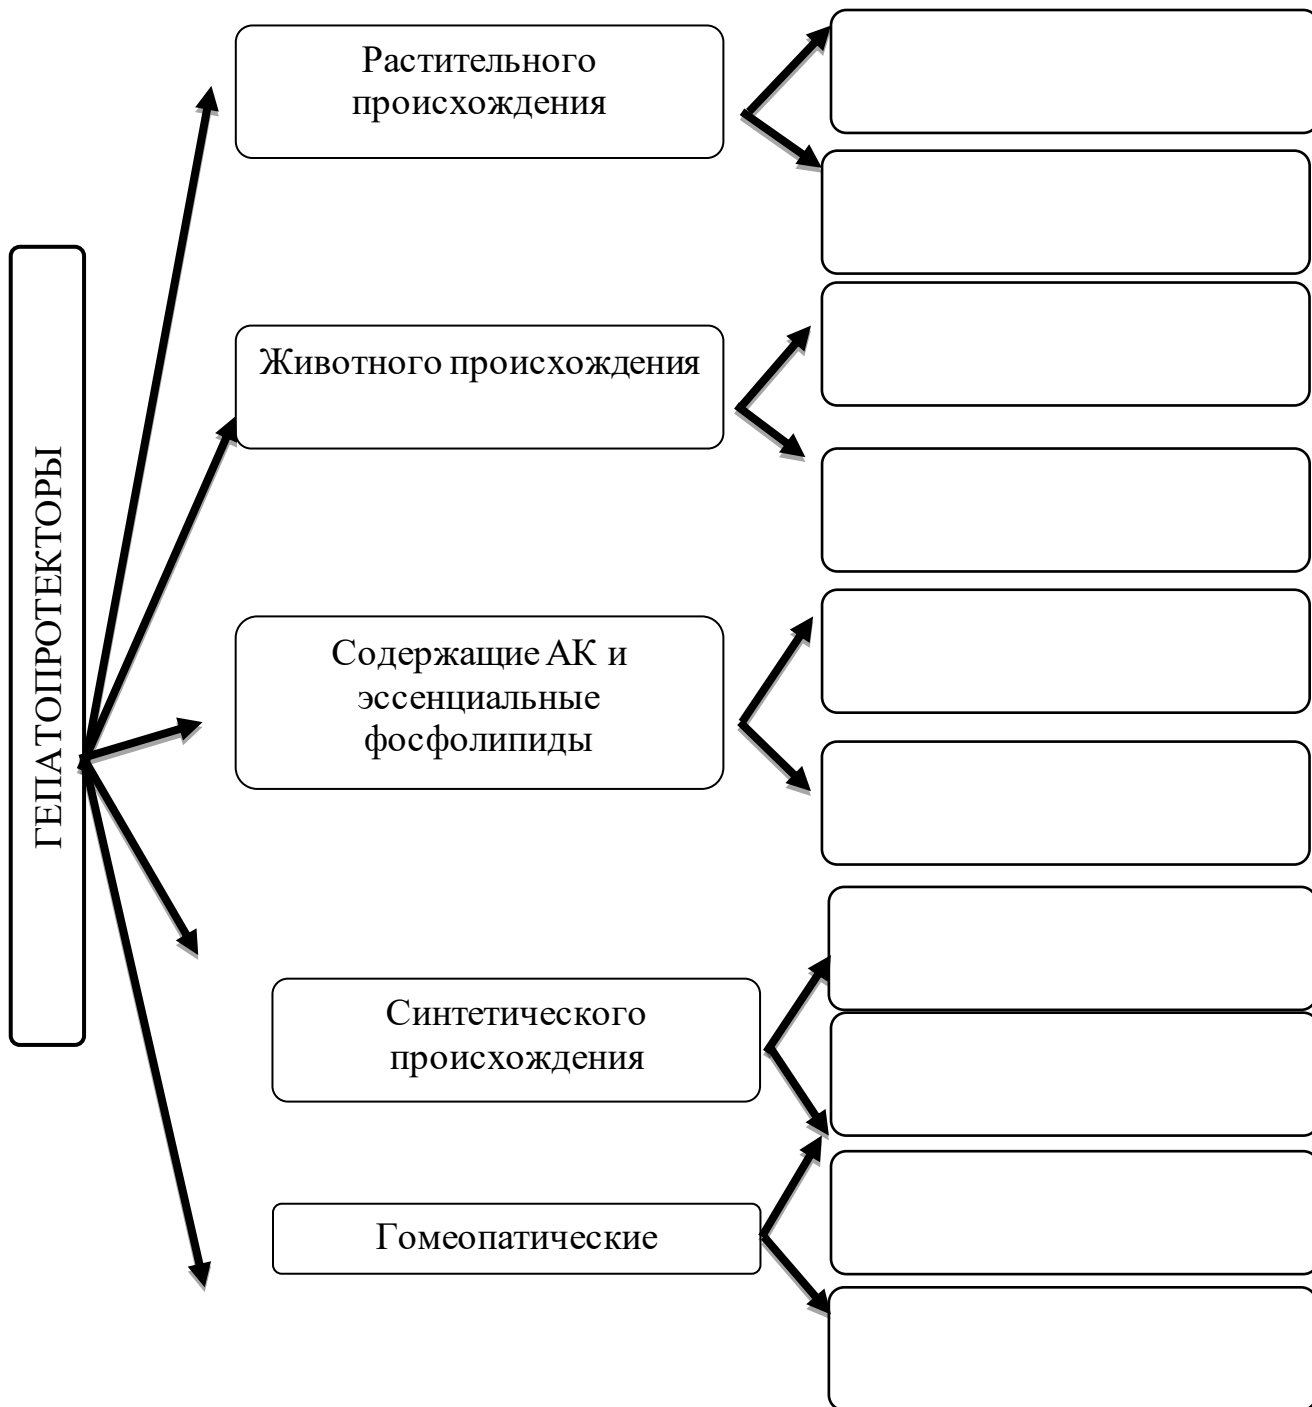 ГЕПАТОПРОТЕКТОРЫ
Растительного
происхождения
Животного происхождения
Содержащие АК и
эссенциальные
фосфолипиды
Синтетического
происхождения
Гомеопатические